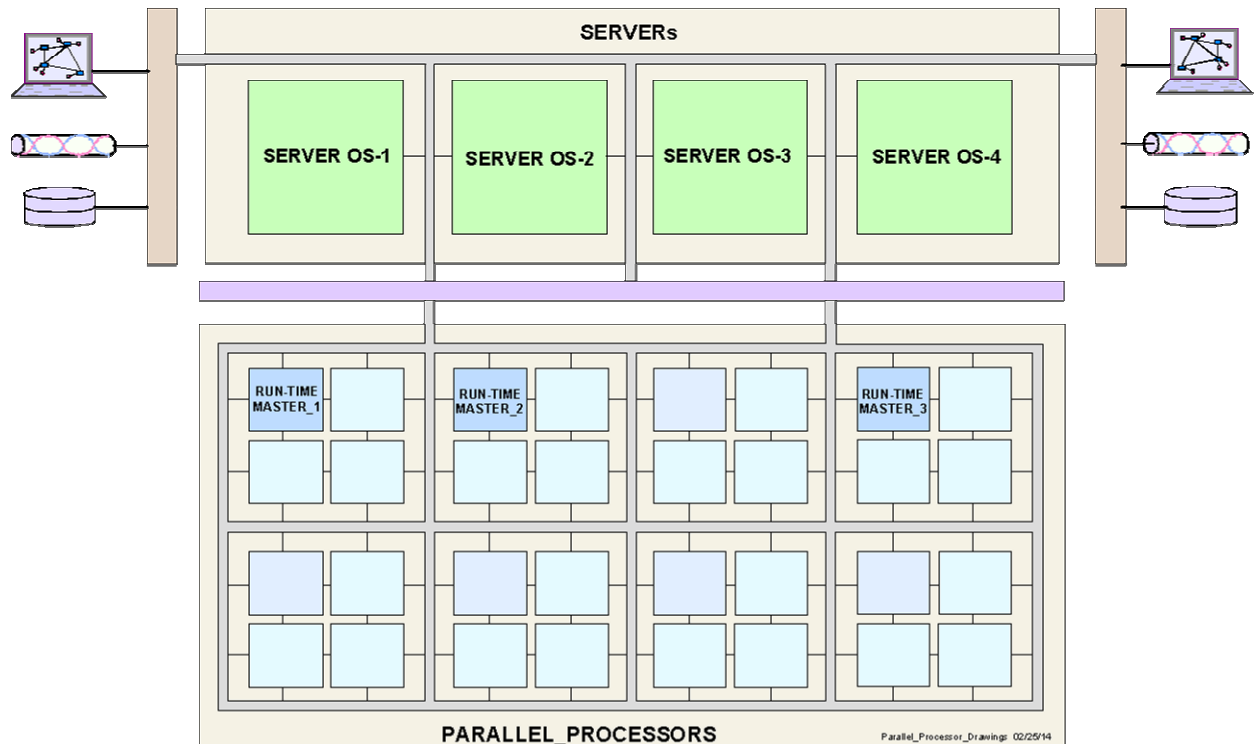 SERVERs
SERVER OS-1
SERVER OS-2
SERVER OS-3
SERVER OS-4
RUN-TIME
MASTER_1
RUN-TIME
MASTER_2
RUN-TIME
MASTER_3
PARALLEL_PROCESSORS
Parallel_Processor_Drawings 02/25/14